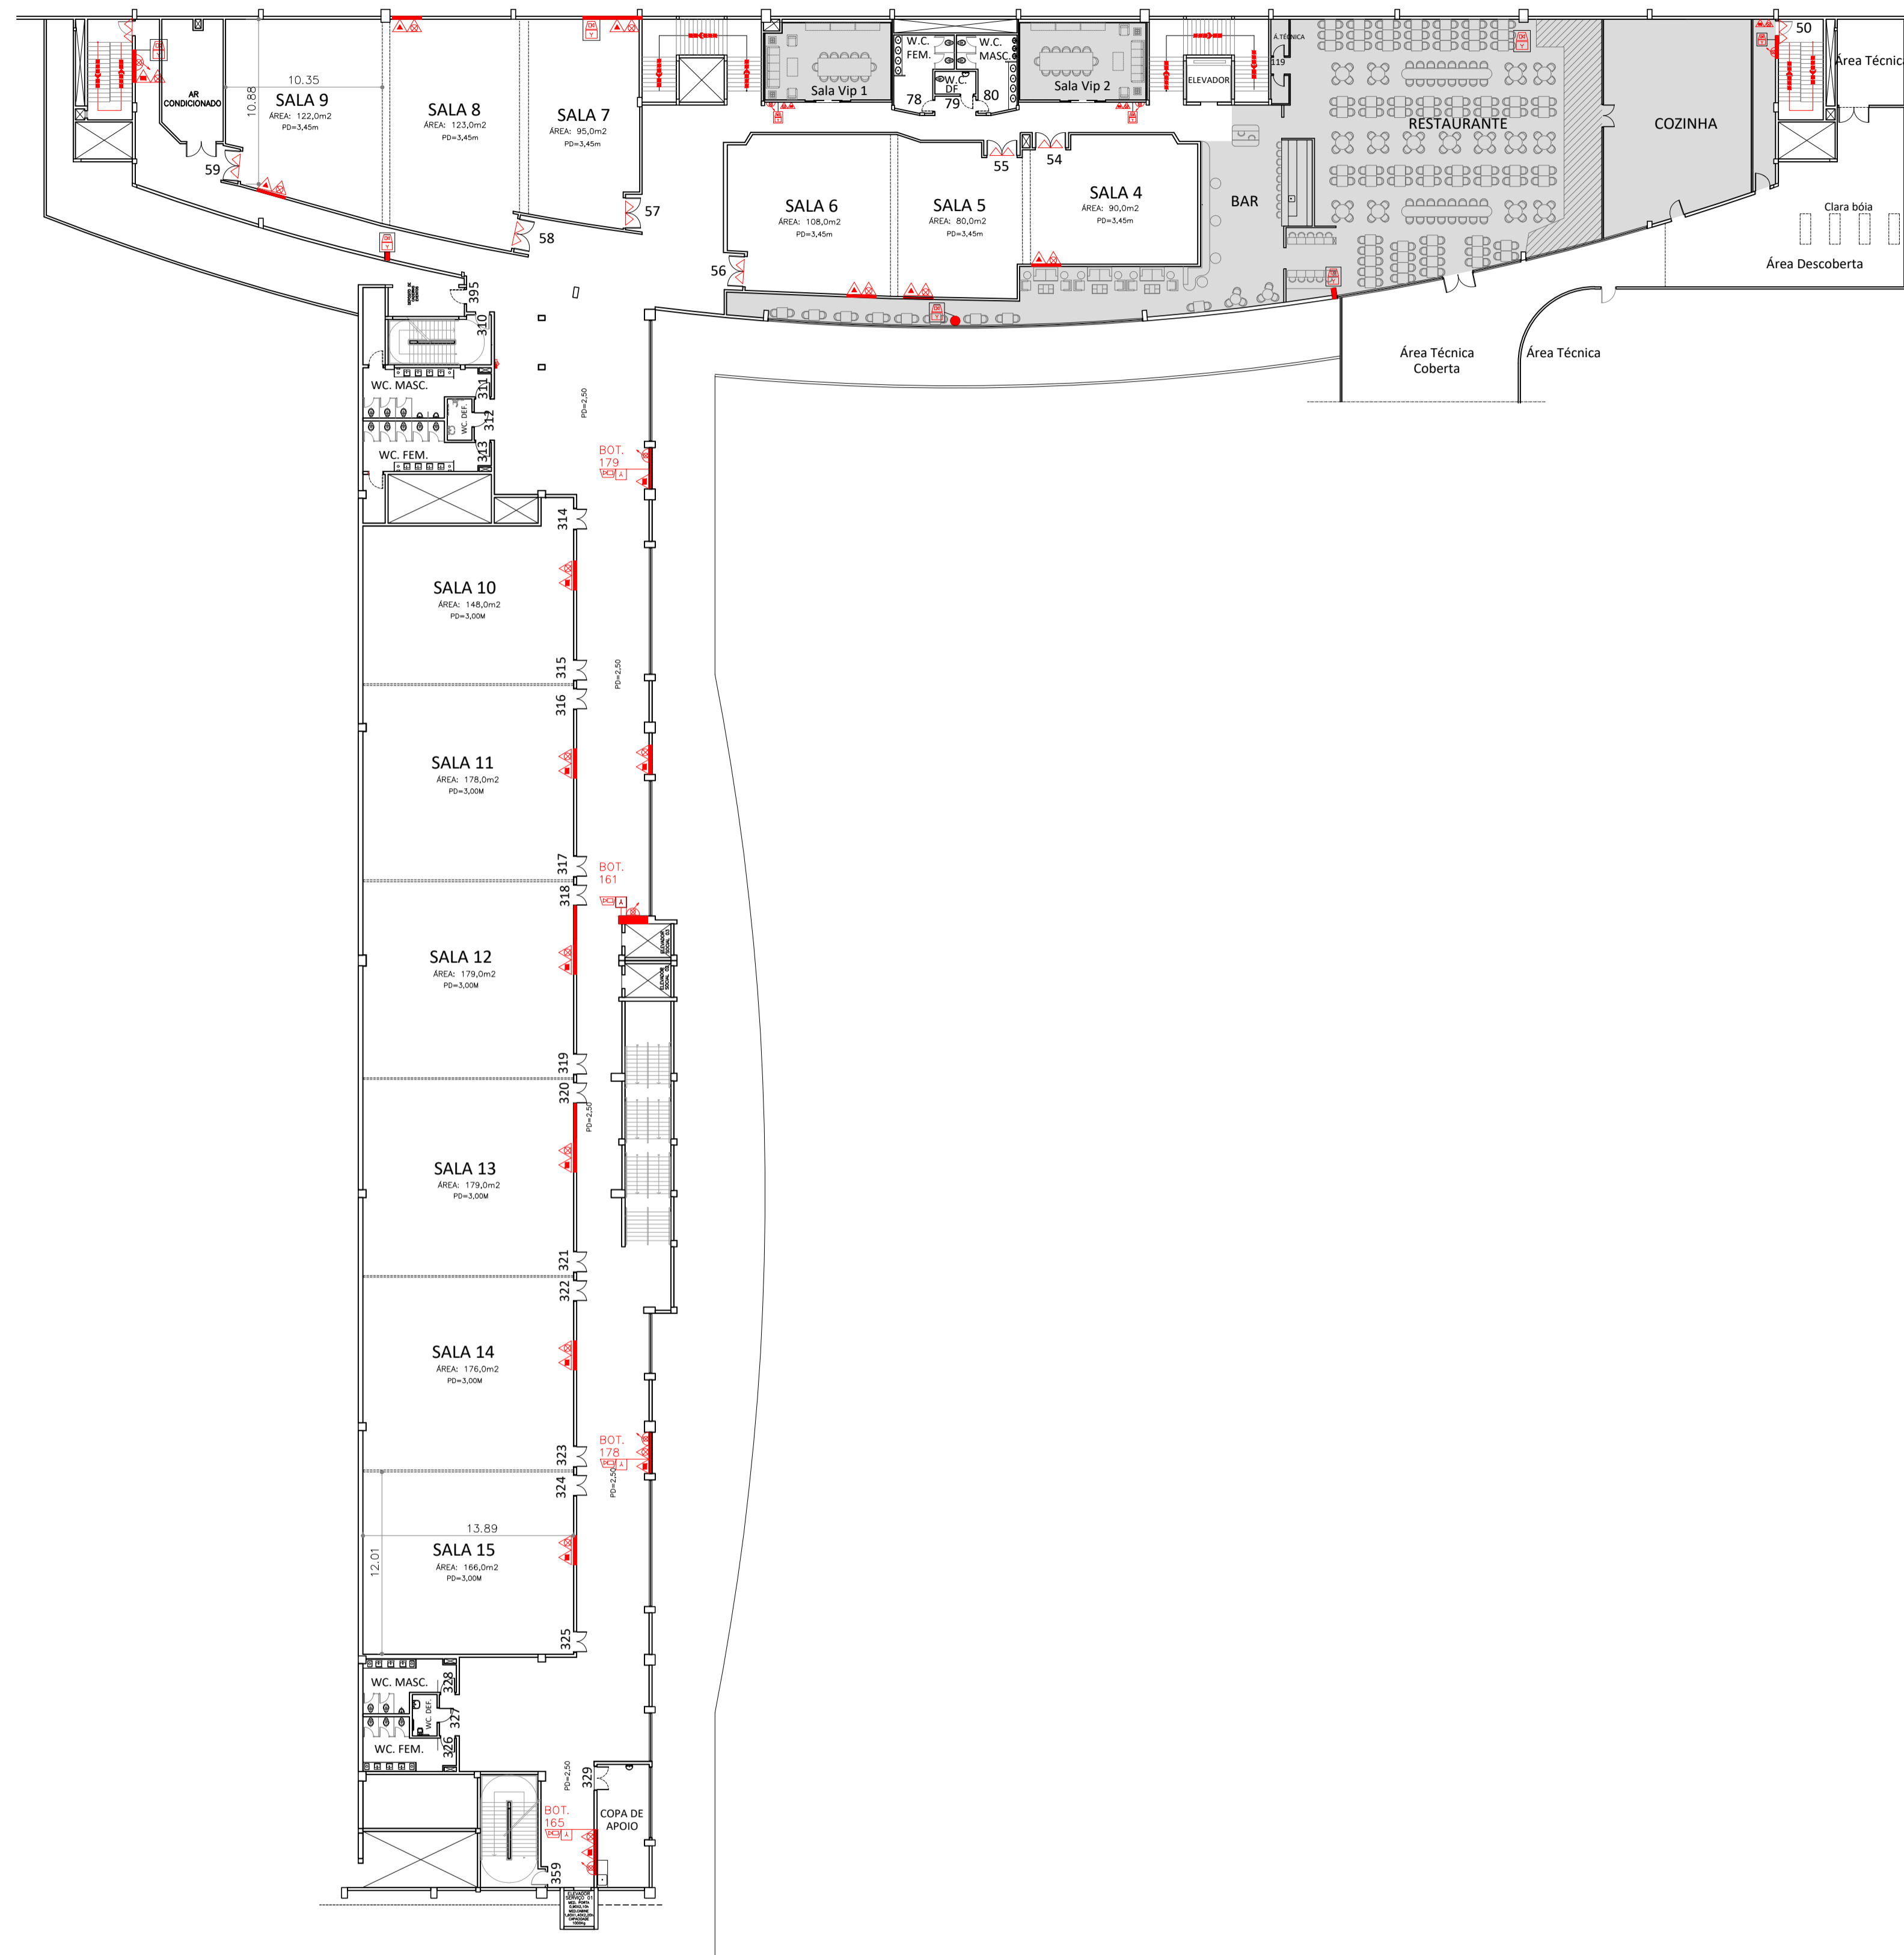 50
Área Técnica
AR
CONDICIONADO
10.35
10.88
SALA 9
ÁREA: 122,0m2
PD=3,45m
SALA 8
ÁREA: 123,0m2
PD=3,45m
SALA 7
ÁREA: 95,0m2
PD=3,45m
Sala Vip 1
W.C.
FEM.
W.C.
MASC.
W.C.
DF
78
79
80
Sala Vip 2
ELEVADOR
A.TÉCNICA
119
RESTAURANTE
COZINHA
59
57
58
56
55
54
SALA 6
ÁREA: 108,0m2
PD=3,45m
SALA 5
ÁREA: 80,0m2
PD=3,45m
SALA 4
ÁREA: 90,0m2
PD=3,45m
BAR
Clara bóia
Área Descoberta
Área Técnica
Coberta
Área Técnica
395
310
WC. MASC.
311
WC. DEF.
312
WC. FEM.
313
PD=2,50
BOT.
179
314
SALA 10
ÁREA: 148,0m2
PD=3,00M
315
PD=2,50
316
SALA 11
ÁREA: 178,0m2
PD=3,00M
317
BOT.
161
318
ELEVADOR
SOCIAL 03
ELEVADOR
SOCIAL 02
SALA 12
ÁREA: 179,0m2
PD=3,00M
319
320
PD=2,50
SALA 13
ÁREA: 179,0m2
PD=3,00M
321
322
SALA 14
ÁREA: 176,0m2
PD=3,00M
323
BOT.
178
324
PD=2,50
13.89
12.01
SALA 15
ÁREA: 166,0m2
PD=3,00M
325
WC. MASC.
328
WC. DEF.
327
WC. FEM.
326
PD=2,50
329
BOT.
165
COPA DE
APOIO
359
ELEVADOR
SERVIÇO 01